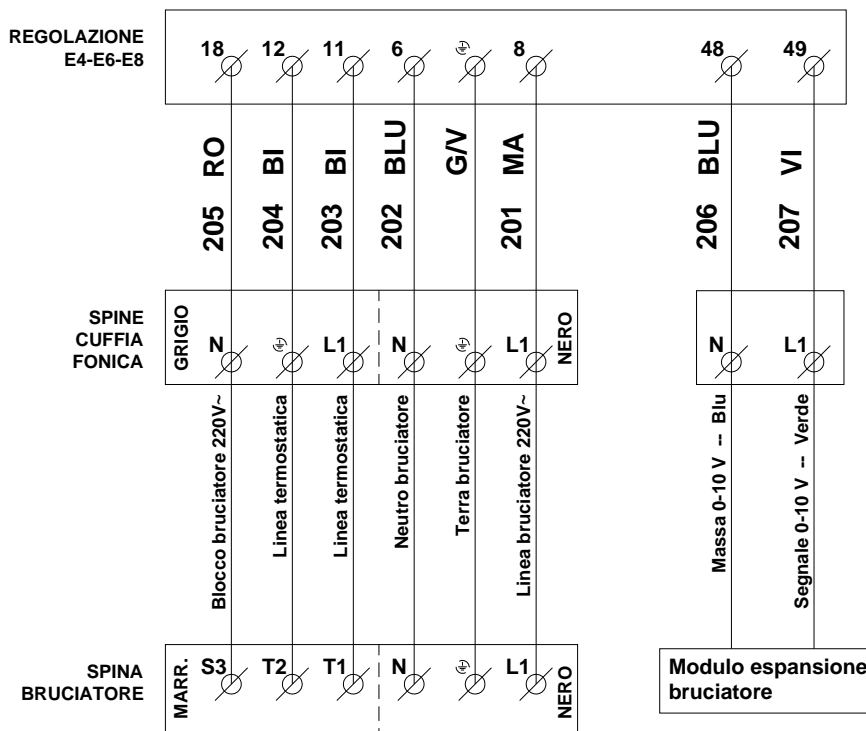 REGOLAZIONE
E4-E6-E8
18 12 11 6 8 48 49
205 RO
204 BI
203 BI
202 BLU
G/V
201 MA
206 BLU
207 VI
SPINE
CUFFIA
FONICA
GRIGIO
N L1 N L1
NERO
N L1
Blocco bruciatore 220V~
Linea termostatica
Linea termostatica
Neutro bruciatore
Terra bruciatore
Linea bruciatore 220V~
Massa 0-10 V -- Blu
Segnale 0-10 V -- Verde
SPINA
BRUCIATORE
MARR.
S3 T2 T1 N L1
NERO
Modulo espansione
bruciatore